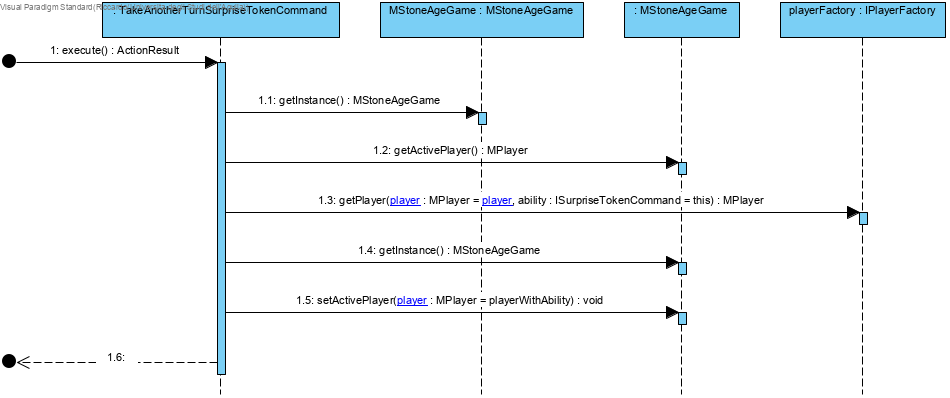 Visual Paradigm Standard(
: TakeAnotherTurnSurpriseTokenCommand
MStoneAgeGame : MStoneAgeGame
: MStoneAgeGame
playerFactory : IPlayerFactory
1: execute() : ActionResult
1.1: getInstance() : MStoneAgeGame
1.2: getActivePlayer() : MPlayer
1.3: getPlayer(player : MPlayer = player, ability : ISurpriseTokenCommand = this) : MPlayer
1.4: getInstance() : MStoneAgeGame
1.5: setActivePlayer(player : MPlayer = playerWithAbility) : void
1.6: